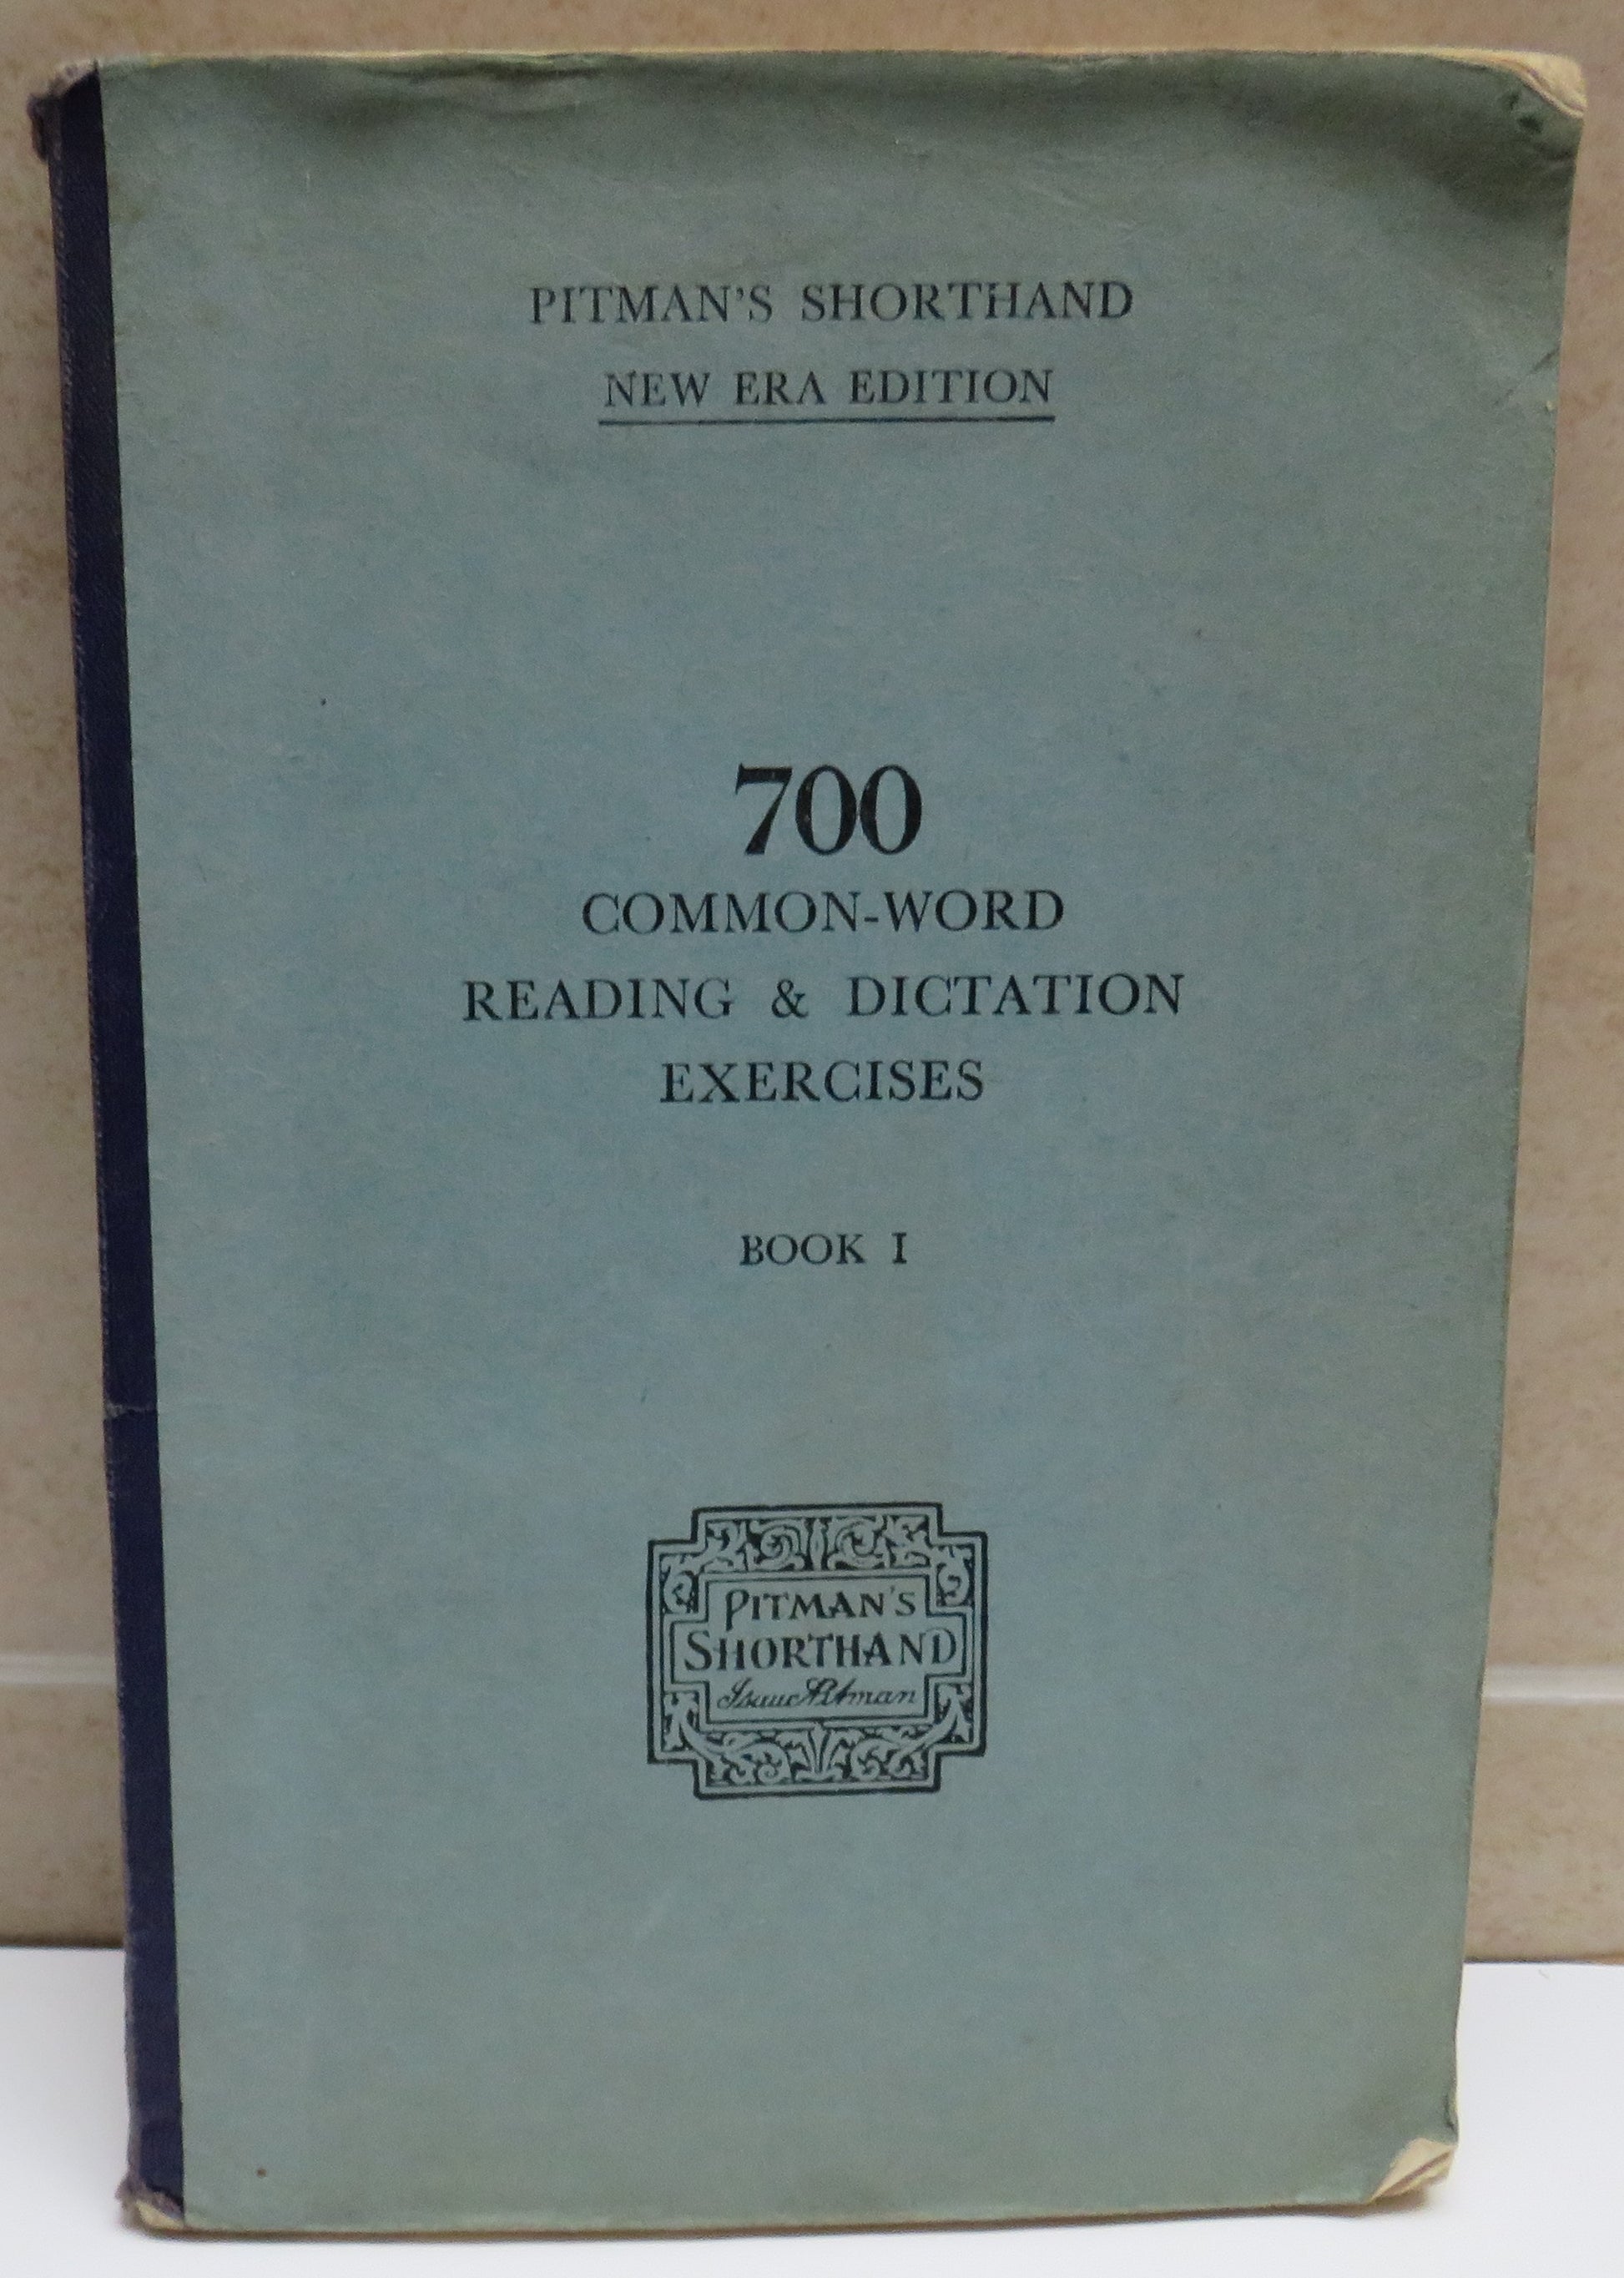 PITMAN'S SHORTHAND
NEW ERA EDITION
700
COMMON-WORD
READING & DICTATION
EXERCISES
BOOK I
PITMAN'S
SHORTHAND
Isaac Pitman